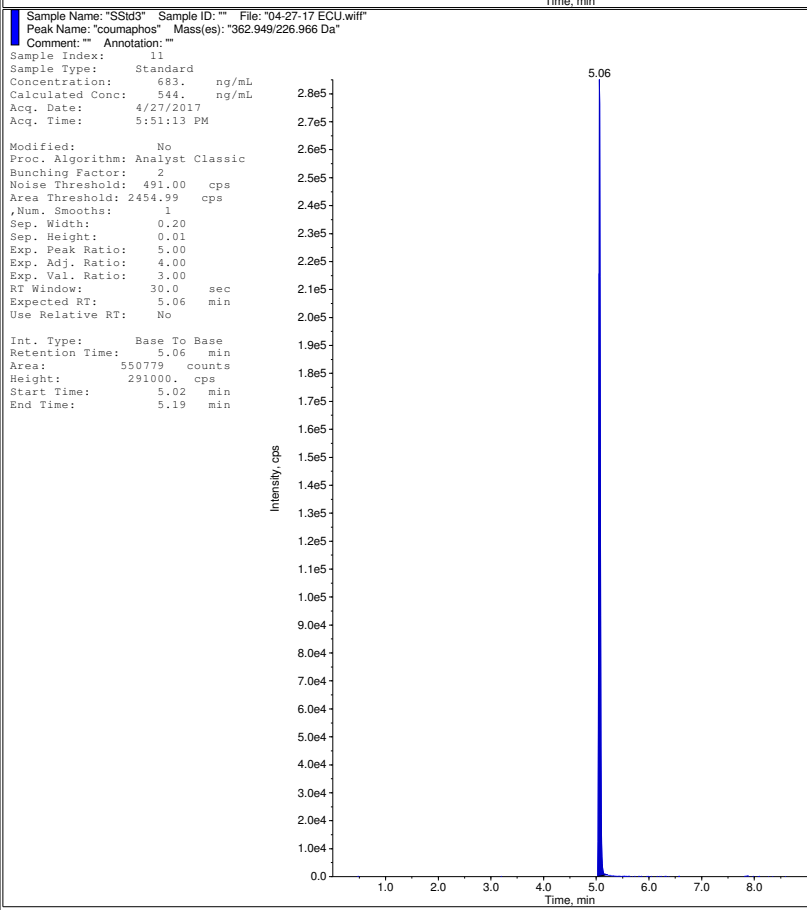 Time, min
Sample Name: "SStd3" Sample ID: "" File: "04-27-17 ECU.wiff"
Peak Name: "coumaphos" Mass(es): "362.949/226.966 Da"
Comment: "" Annotation: ""
Sample Index: 11
Sample Type: Standard
Concentration: 683. ng/mL
Calculated Conc: 544. ng/mL
Acq. Date: 4/27/2017
Acq. Time: 5:51:13 PM
Modified: No
Proc. Algorithm: Analyst Classic
Bunching Factor: 2
Noise Threshold: 491.00 cps
Area Threshold: 2454.99 cps
,Num. Smooths: 1
Sep. Width: 0.20
Sep. Height: 0.01
Exp. Peak Ratio: 5.00
Exp. Adj. Ratio: 4.00
Exp. Val. Ratio: 3.00
RT Window: 30.0 sec
Expected RT: 5.06 min
Use Relative RT: No
Int. Type: Base To Base
Retention Time: 5.06 min
Area: 550779 counts
Height: 291000. cps
Start Time: 5.02 min
End Time: 5.19 min
5.06
2.8e5
2.7e5
2.6e5
2.5e5
2.4e5
2.3e5
2.2e5
2.1e5
2.0e5
1.9e5
1.8e5
1.7e5
1.6e5
1.5e5
1.4e5
1.3e5
1.2e5
1.1e5
1.0e5
9.0e4
8.0e4
7.0e4
6.0e4
5.0e4
4.0e4
3.0e4
2.0e4
1.0e4
0.0
Intensity, cps
1.0 2.0 3.0 4.0 5.0 6.0 7.0 8.0
Time, min